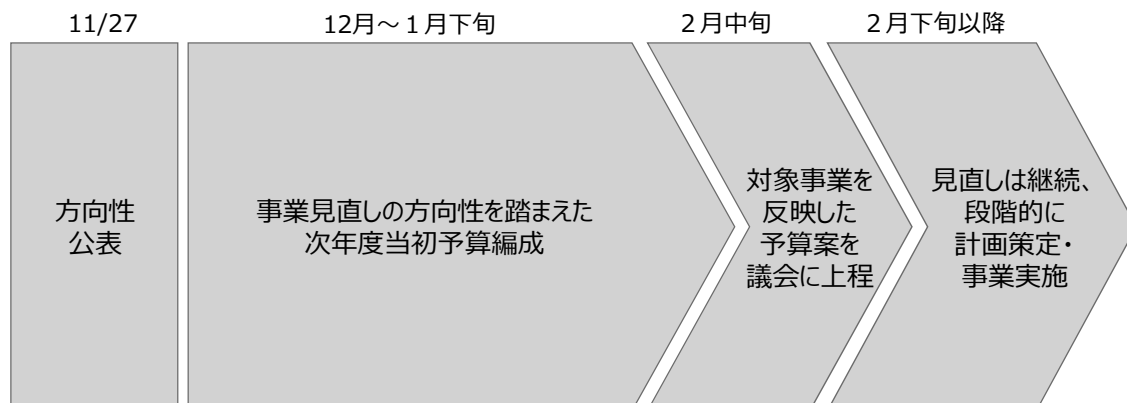 11/27
12月～１月下旬
２月中旬
２月下旬以降
方向性
公表
事業見直しの方向性を踏まえた
次年度当初予算編成
対象事業を
反映した
予算案を
議会に上程
見直しは継続、
段階的に
計画策定・
事業実施